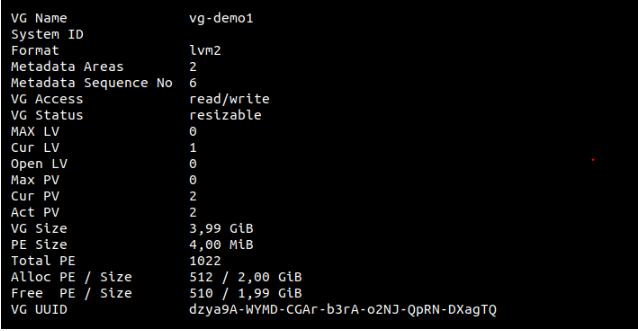 VG Name vg-demo1
System ID
Format lvm2
Metadata Areas 2
Metadata Sequence No 6
VG Access read/write
VG Status resizable
MAX LV 0
Cur LV 1
Open LV 0
Max PV 0
Cur PV 2
Act PV 2
VG Size 3,99 GiB
PE Size 4,00 MiB
Total PE 1022
Alloc PE / Size 512 / 2,00 GiB
Free  PE / Size 510 / 1,99 GiB
VG UUID dzya9A-WYMD-CGAr-b3rA-o2NJ-QpRN-DXagTQ